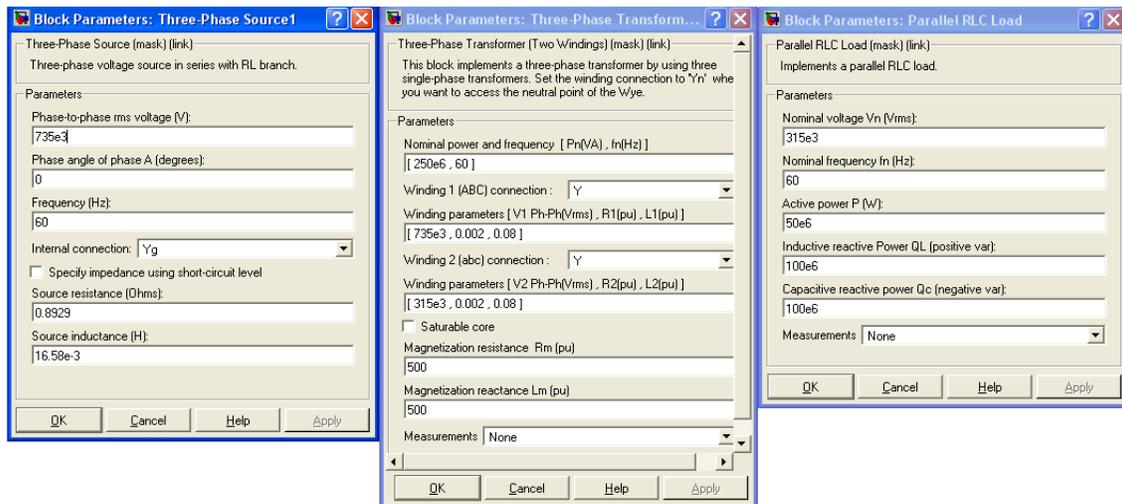 Block Parameters: Three-Phase Source1
Three-Phase Source (mask) (link)
Three-phase voltage source in series with RL branch.
Parameters
Phase-to-phase rms voltage (V):
735e3
Phase angle of phase A (degrees):
0
Frequency (Hz):
60
Internal connection: Yg
Specify impedance using short-circuit level
Source resistance (Ohms):
0.8929
Source inductance (H):
16.58e-3
OK Cancel Help Apply
Block Parameters: Three-Phase Transform...
Three-Phase Transformer (Two Windings) (mask) (link)
This block implements a three-phase transformer by using three
single-phase transformers. Set the winding connection to 'Yn' whe
you want to access the neutral point of the Wye.
Parameters
Nominal power and frequency [ Pn(VA) , fn(Hz) ]
[ 250e6 , 60 ]
Winding 1 (ABC) connection : Y
Winding parameters [ V1 Ph-Ph(Vrms) , R1(pu) , L1(pu) ]
[ 735e3 , 0.002 , 0.08 ]
Winding 2 (abc) connection : Y
Winding parameters [ V2 Ph-Ph(Vrms) , R2(pu) , L2(pu) ]
[ 315e3 , 0.002 , 0.08 ]
Saturable core
Magnetization resistance Rm (pu)
500
Magnetization reactance Lm (pu)
500
Measurements None
OK Cancel Help Apply
Block Parameters: Parallel RLC Load
Parallel RLC Load (mask) (link)
Implements a parallel RLC load.
Parameters
Nominal voltage Vn (Vrms):
315e3
Nominal frequency fn (Hz):
60
Active power P (W):
50e6
Inductive reactive Power QL (positive var):
100e6
Capacitive reactive power Qc (negative var):
100e6
Measurements None
OK Cancel Help Apply